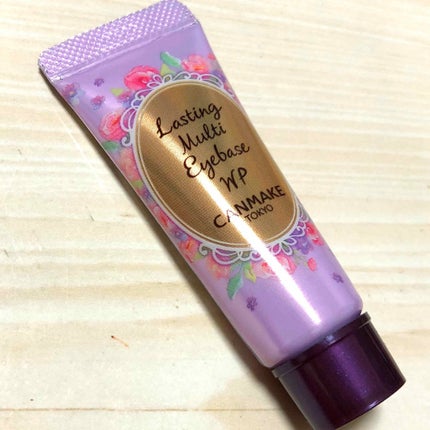 Lasting
Multi
Eyebase
WP
CANMAKE
TOKYO